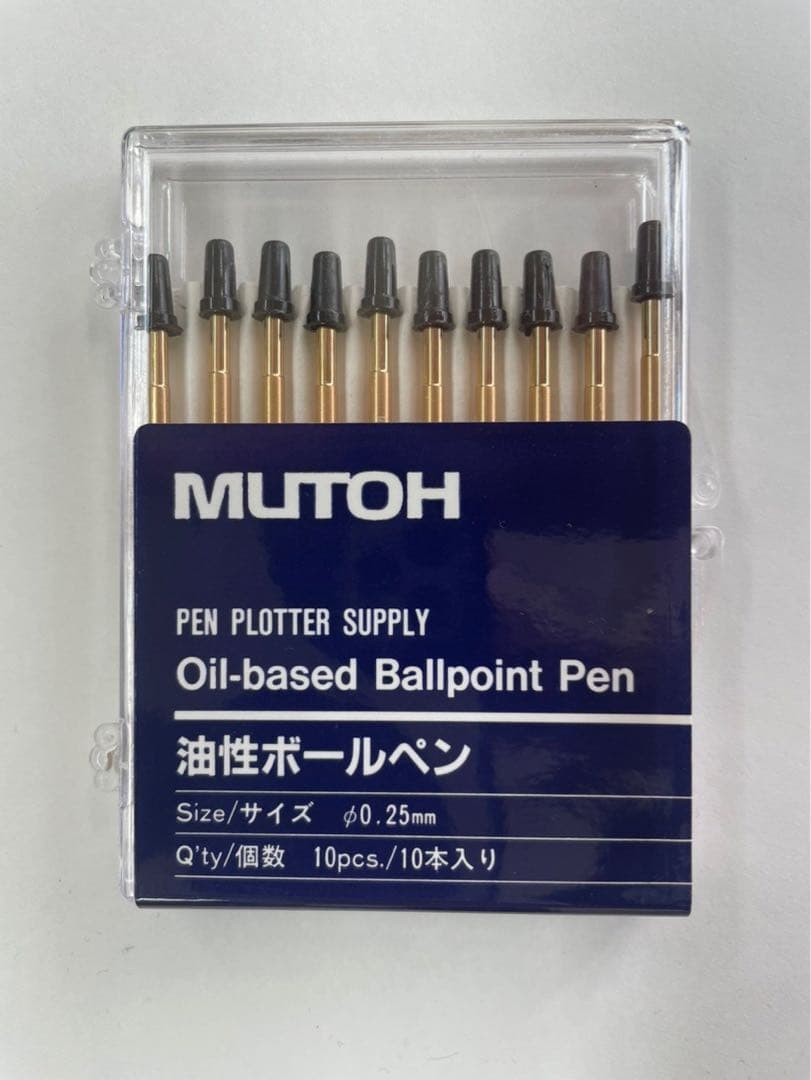 MUTOH
PEN PLOTTER SUPPLY
Oil-based Ballpoint Pen
油性ボールペン
Size/サイズ φ0.25mm
Q'ty/個数 10pcs./10本入り